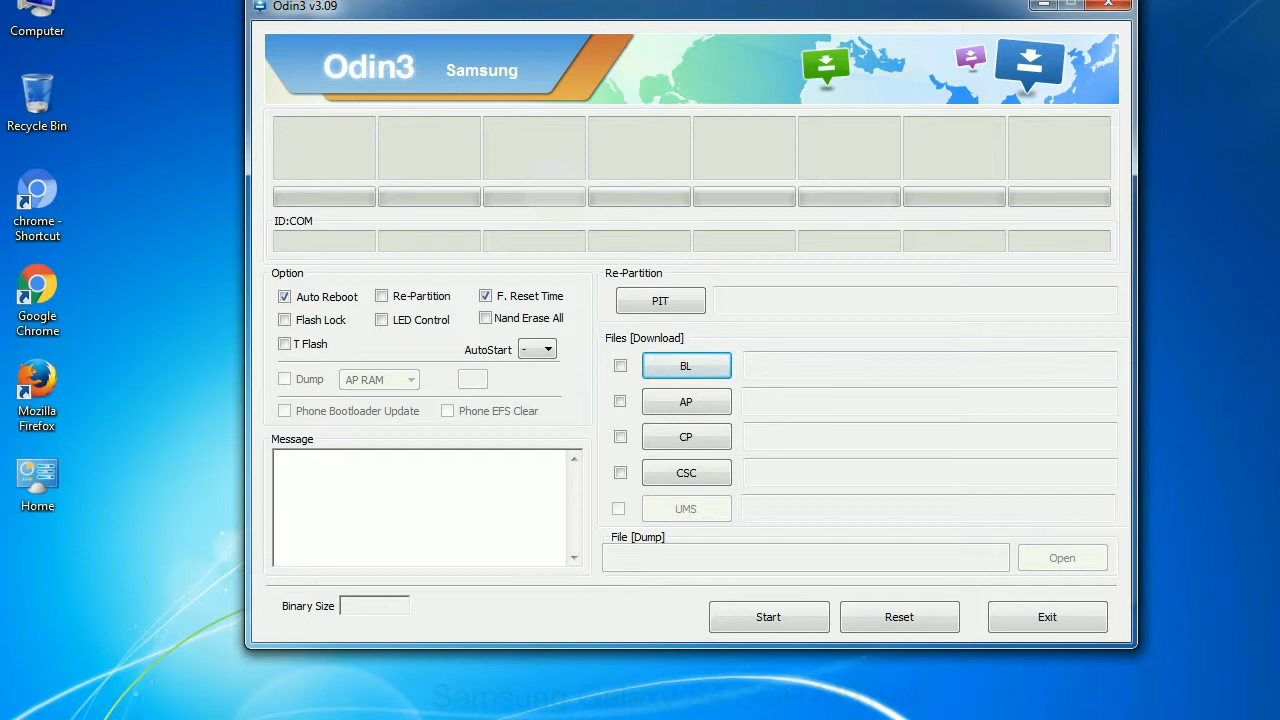 Odin3 v3.09
Computer
Recycle Bin
chrome -
Shortcut
Google
Chrome
Mozilla
Firefox
Home
Odin3 Samsung
ID:COM
Option
Auto Reboot
Re-Partition
F. Reset Time
Flash Lock
LED Control
Nand Erase All
T Flash
AutoStart -
Dump AP RAM
Phone Bootloader Update
Phone EFS Clear
Message
Binary Size
Re-Partition
PIT
Files [Download]
BL
AP
CP
CSC
UMS
File [Dump]
Open
Start
Reset
Exit
Samsung Galaxy